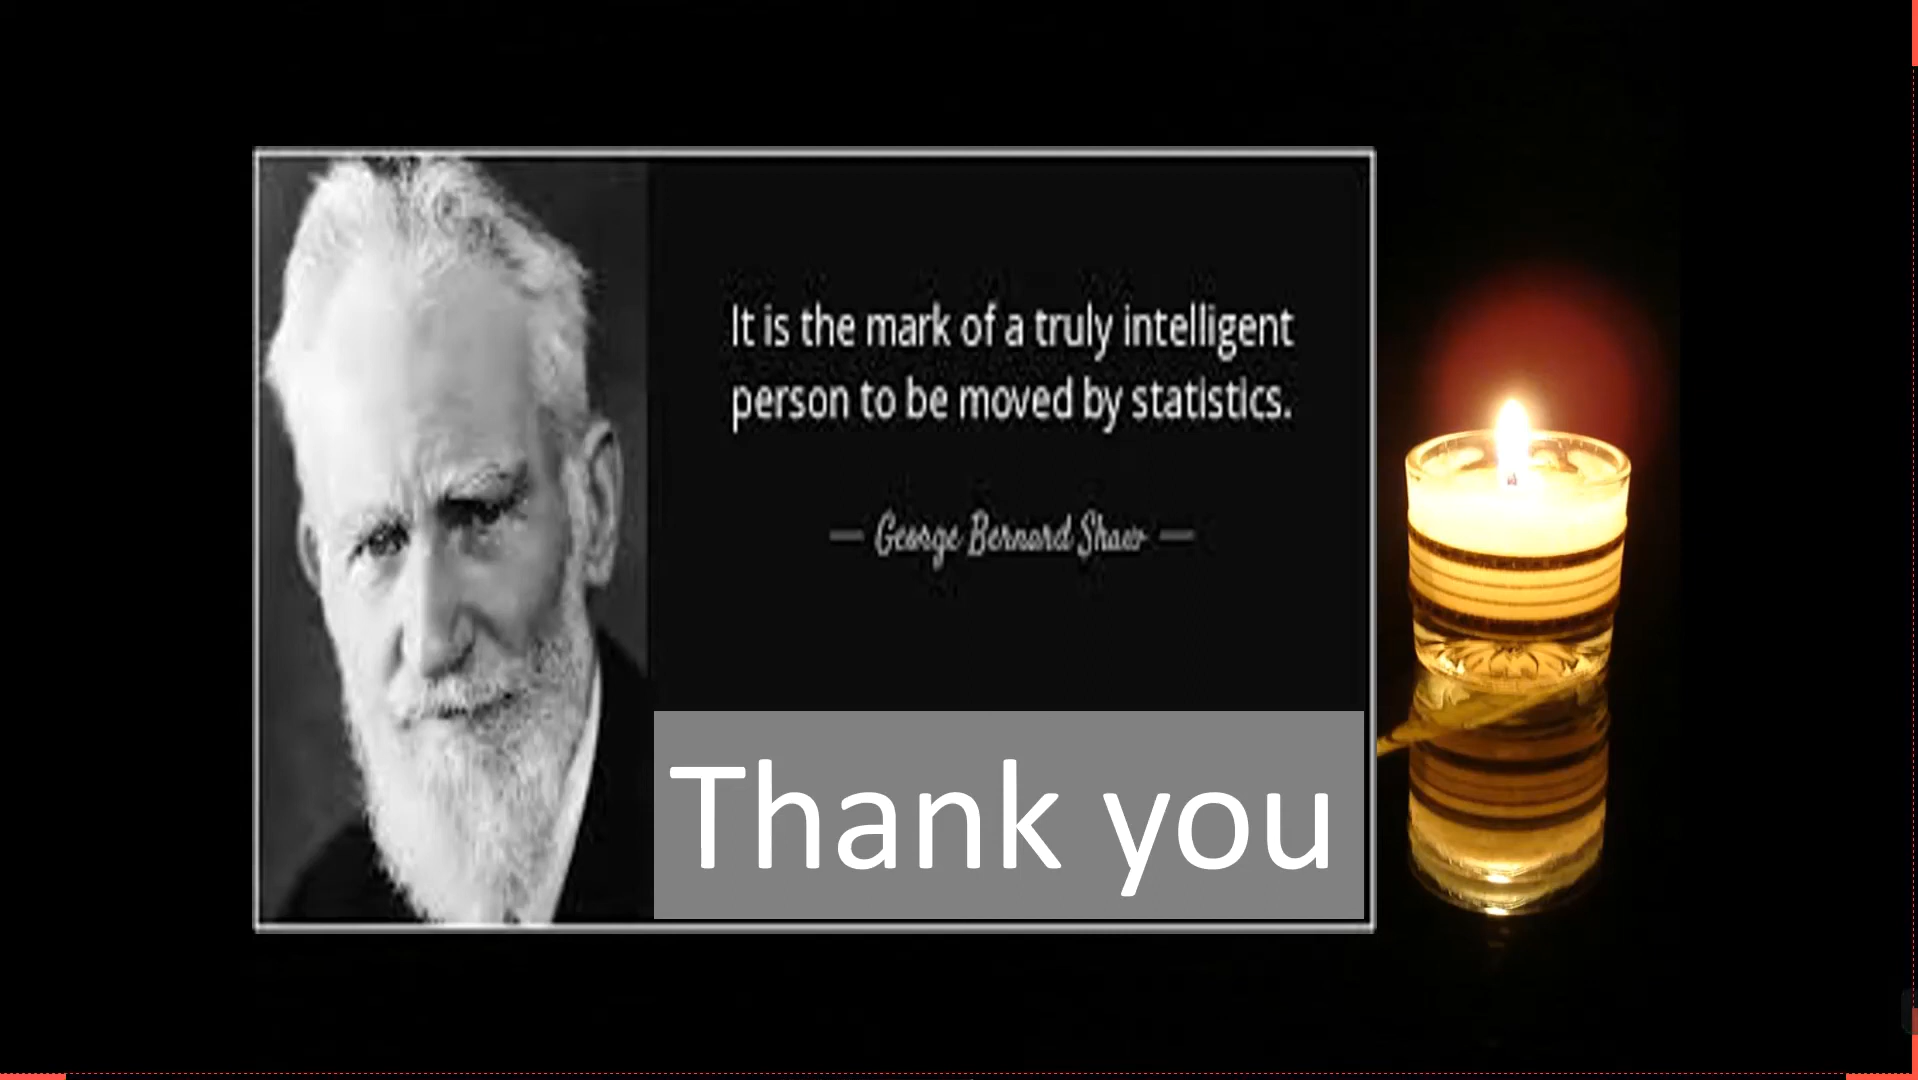 It is the mark of a truly intelligent
person to be moved by statistics.
— George Bernard Shaw —
Thank you